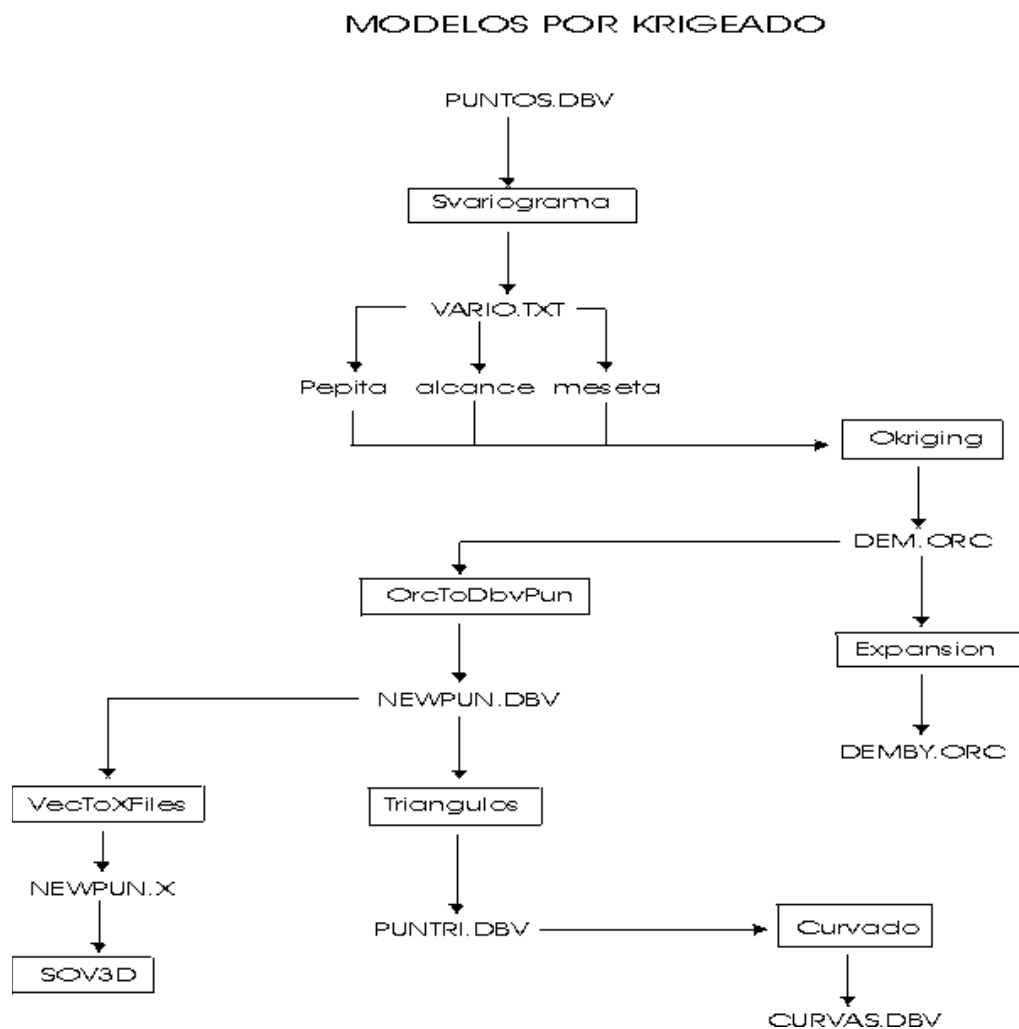 MODELOS POR KRIGEADO
PUNTOS.DBV
Svariograma
VARIO.TXT
Pepita alcance meseta
Okriging
DEM.ORC
OrcToDbvPun
Expansion
NEWPUN.DBV
DEMBY.ORC
VecToXFiles
Triangulos
NEWPUN.X
PUNTRI.DBV
Curvado
SOV3D
CURVAS.DBV